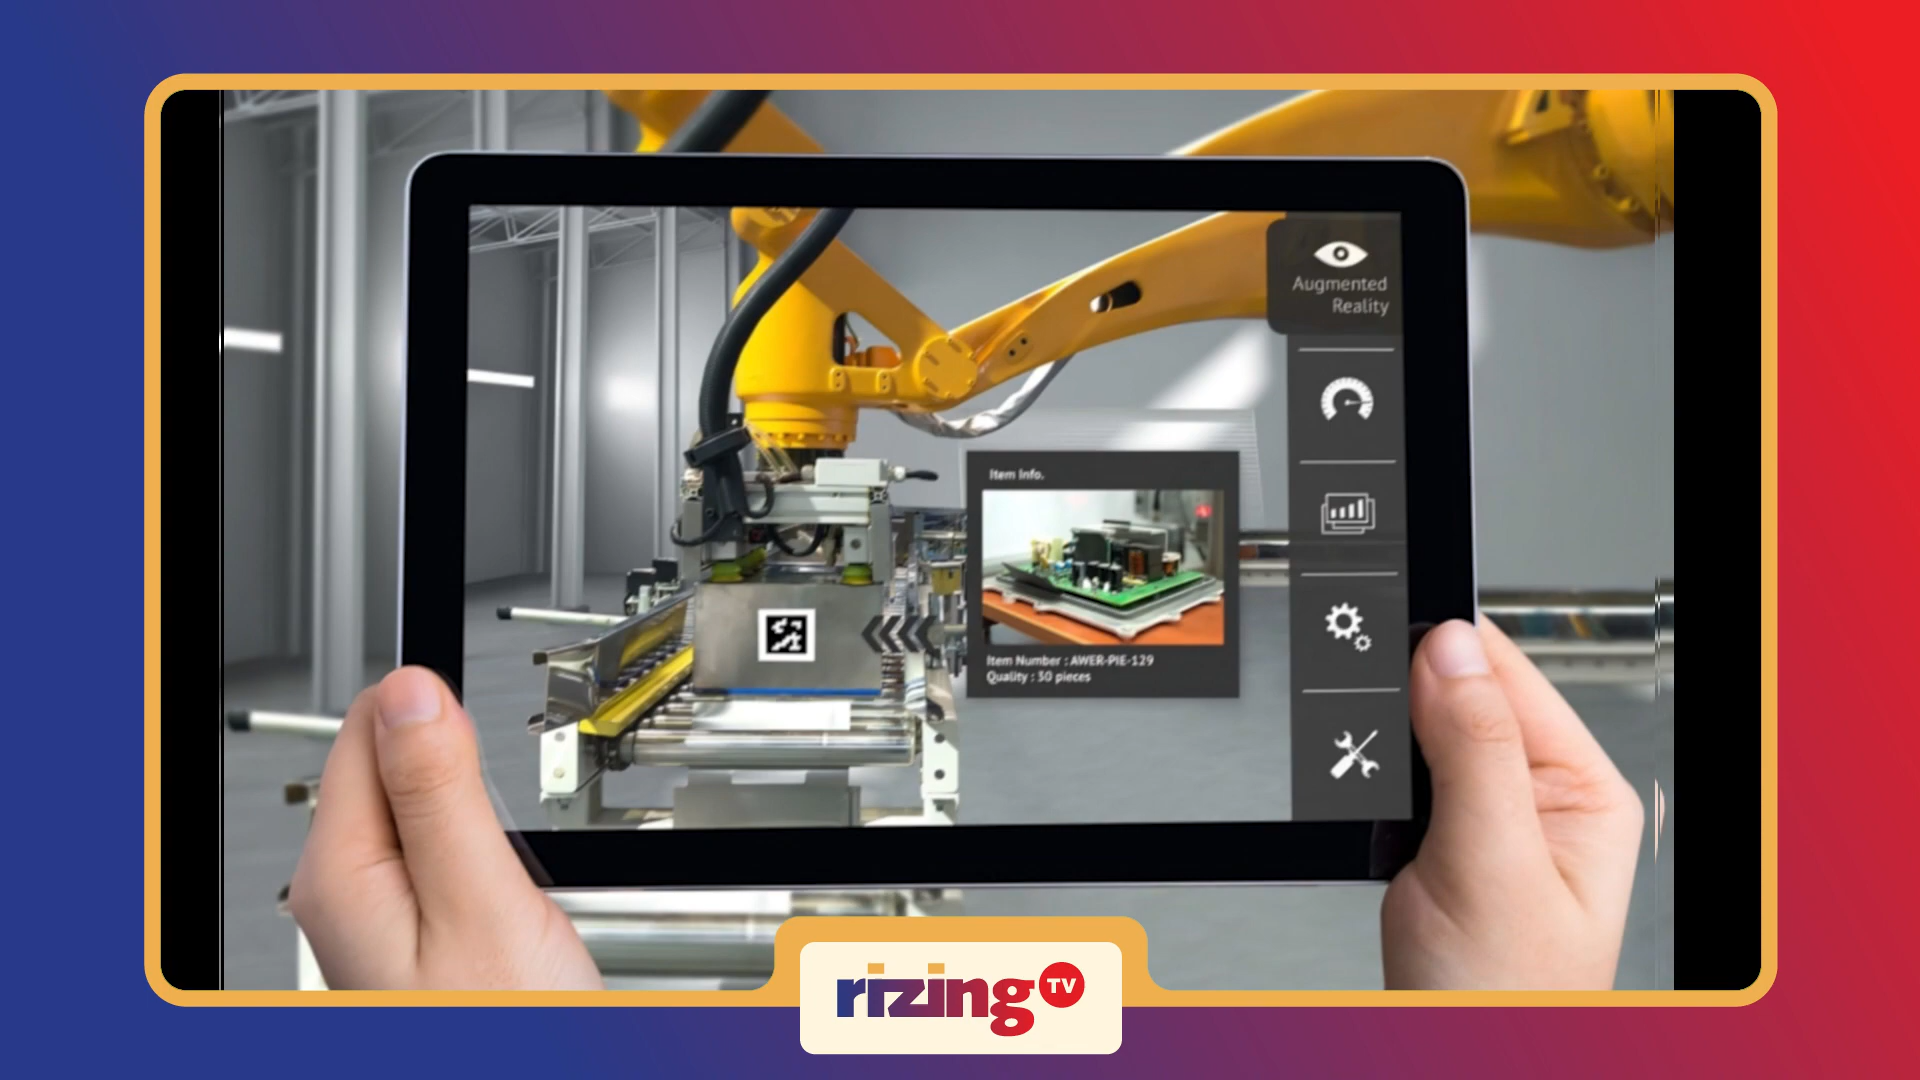 Augmented
Reality
Item Info.
Item Number : AWER-PIE-129
Quality : 30 pieces
rizing TV